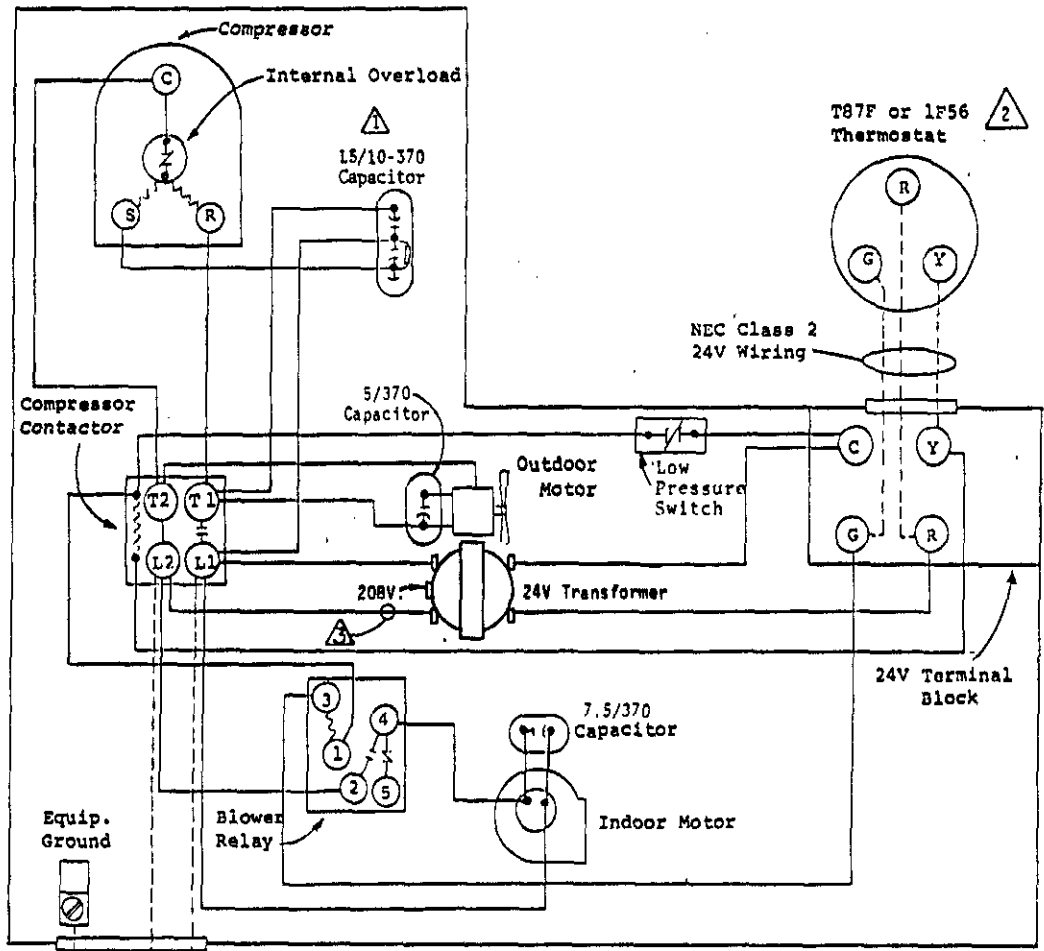 Compressor
C
Internal Overload
1
15/10-370
Capacitor
S
R
T87F or 1F56
Thermostat
2
R
G
Y
NEC Class 2
24V Wiring
Compressor
Contactor
5/370
Capacitor
Outdoor
Motor
Low
Pressure
Switch
C
Y
T2
T1
G
R
L2
L1
208V.
24V Transformer
3
24V Terminal
Block
3
4
1
2
5
7.5/370
Capacitor
Equip.
Ground
Blower
Relay
Indoor Motor